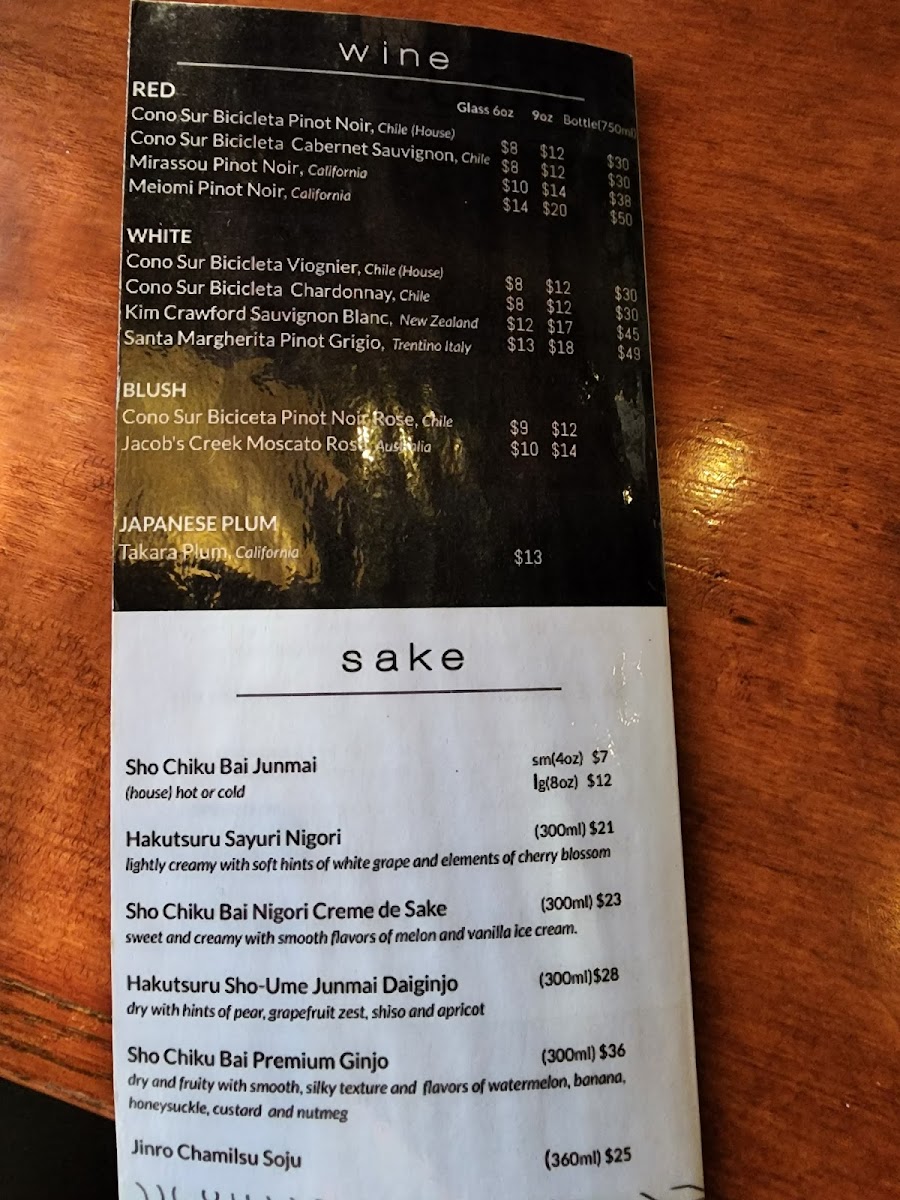 wine
RED
Glass 6oz 9oz Bottle(750ml)
Cono Sur Bicicleta Pinot Noir, Chile (House) $8 $12 $30
Cono Sur Bicicleta Cabernet Sauvignon, Chile $8 $12 $30
Mirassou Pinot Noir, California $10 $14 $38
Meiomi Pinot Noir, California $14 $20 $50
WHITE
Cono Sur Bicicleta Viognier, Chile (House) $8 $12 $30
Cono Sur Bicicleta Chardonnay, Chile $8 $12 $30
Kim Crawford Sauvignon Blanc, New Zealand $12 $17 $45
Santa Margherita Pinot Grigio, Trentino Italy $13 $18 $49
BLUSH
Cono Sur Biciceta Pinot Noir Rose, Chile $9 $12
Jacob's Creek Moscato Rose, Australia $10 $14
JAPANESE PLUM
Takara Plum, California $13
sake
Sho Chiku Bai Junmai sm(4oz) $7
(house) hot or cold lg(8oz) $12
Hakutsuru Sayuri Nigori (300ml) $21
lightly creamy with soft hints of white grape and elements of cherry blossom
Sho Chiku Bai Nigori Creme de Sake (300ml) $23
sweet and creamy with smooth flavors of melon and vanilla ice cream.
Hakutsuru Sho-Ume Junmai Daiginjo (300ml)$28
dry with hints of pear, grapefruit zest, shiso and apricot
Sho Chiku Bai Premium Ginjo (300ml) $36
dry and fruity with smooth, silky texture and flavors of watermelon, banana,
honeysuckle, custard and nutmeg
Jinro Chamilsu Soju (360ml) $25